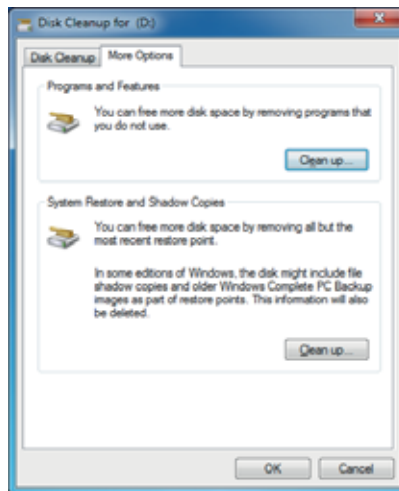 Disk Cleanup for (D:)
Disk Cleanup More Options
Programs and Features
You can free more disk space by removing programs that
you do not use.
Clean up...
System Restore and Shadow Copies
You can free more disk space by removing all but the
most recent restore point.
In some editions of Windows, the disk might include file
shadow copies and older Windows Complete PC Backup
images as part of restore points. This information will also
be deleted.
Clean up...
OK Cancel